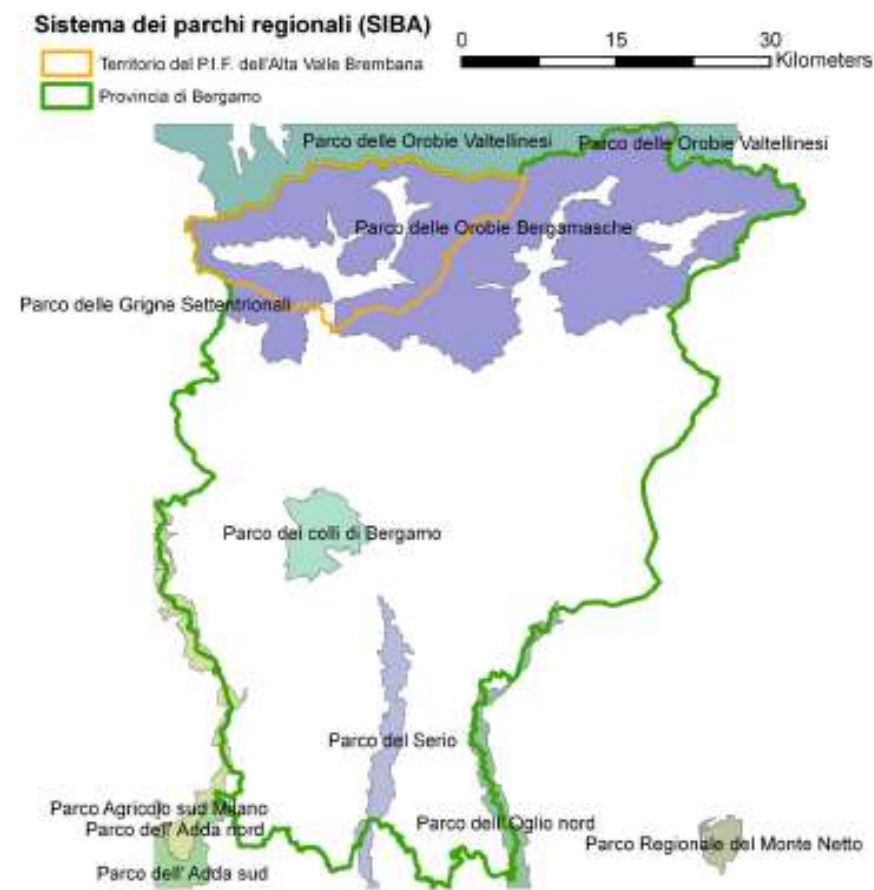 Sistema dei parchi regionali (SIBA)
0 15 30
Kilometers
Territorio del P.I.F. dell'Alta Valle Brembana
Provincia di Bergamo
Parco delle Orobie Valtellinesi
Parco delle Orobie Valtellinesi
Parco delle Orobie Bergamasche
Parco delle Grigne Settentrionali
Parco dei colli di Bergamo
Parco del Serio
Parco Agricolo sud Milano
Parco dell' Adda nord
Parco dell'Oglio nord
Parco Regionale del Monte Netto
Parco dell' Adda sud